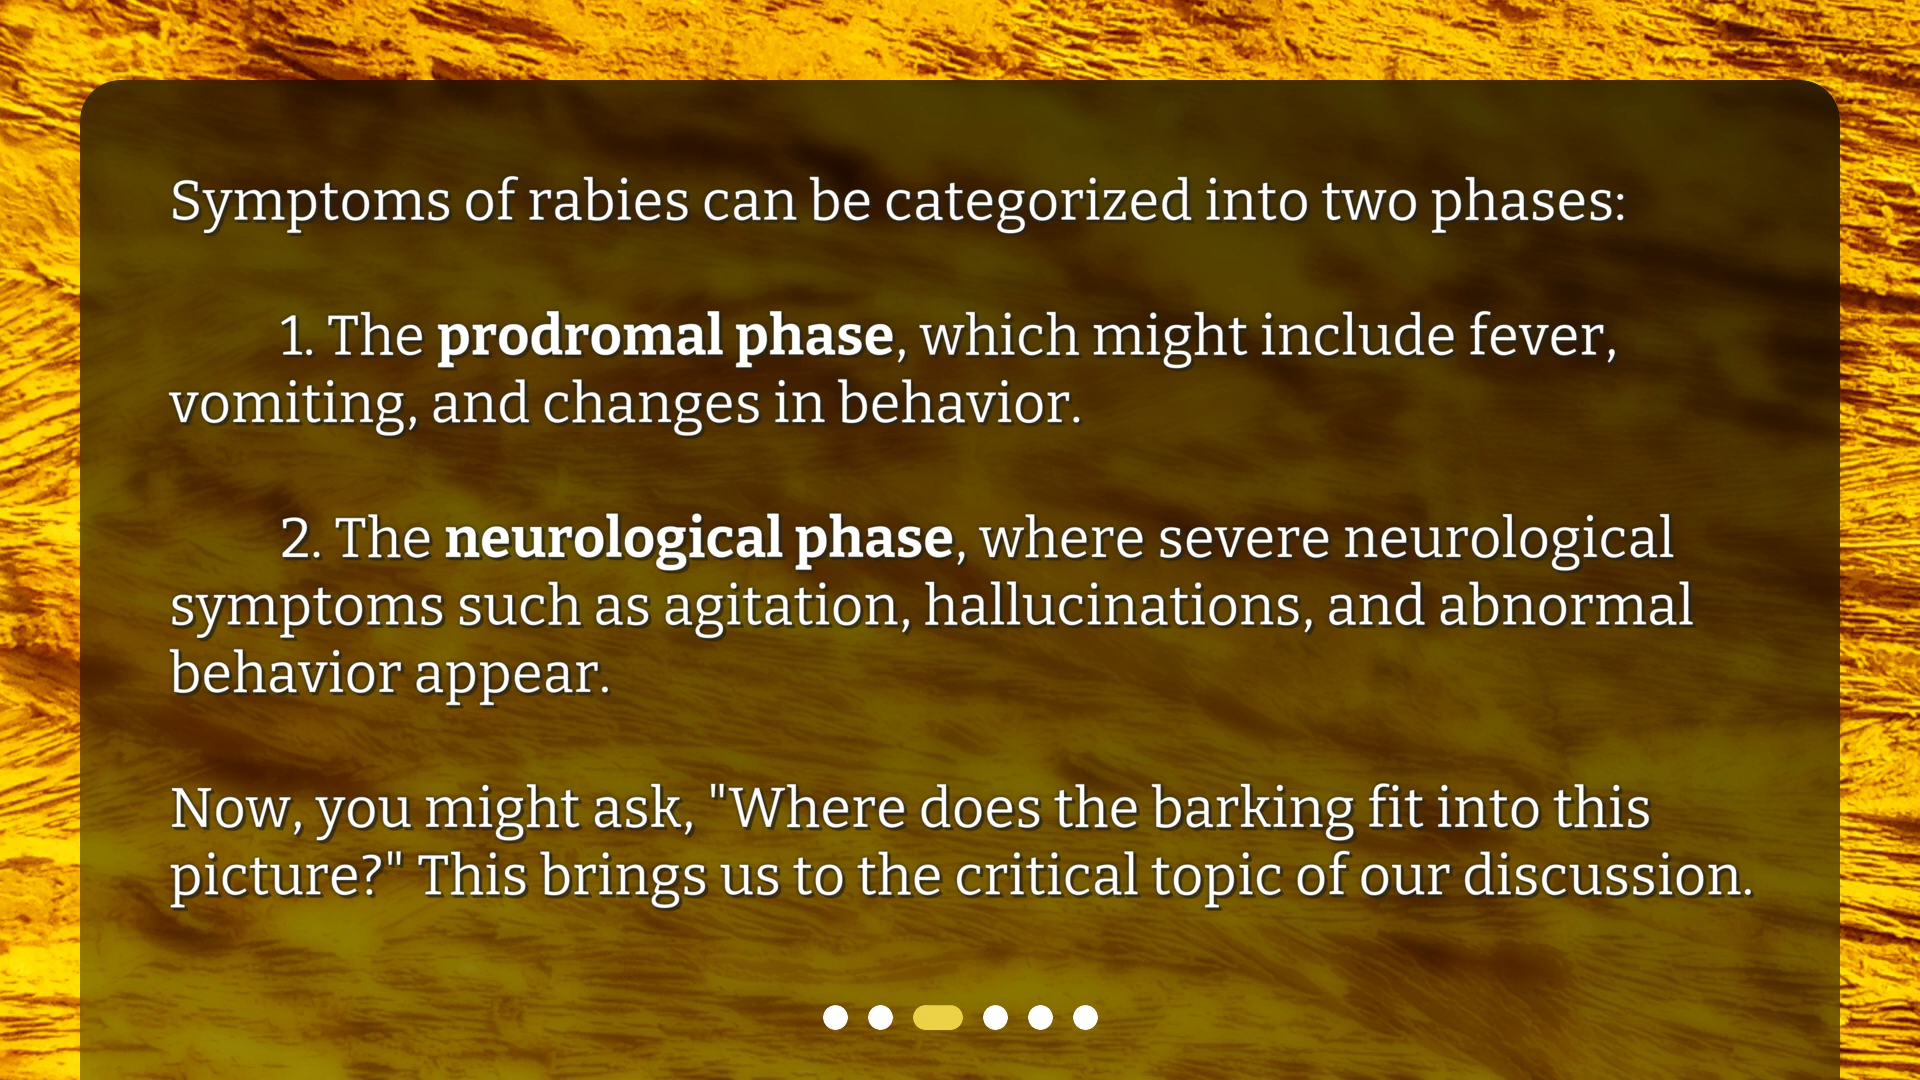 Symptoms of rabies can be categorized into two phases:
1. The prodromal phase, which might include fever,
vomiting, and changes in behavior.
2. The neurological phase, where severe neurological
symptoms such as agitation, hallucinations, and abnormal
behavior appear.
Now, you might ask, "Where does the barking fit into this
picture?" This brings us to the critical topic of our discussion.